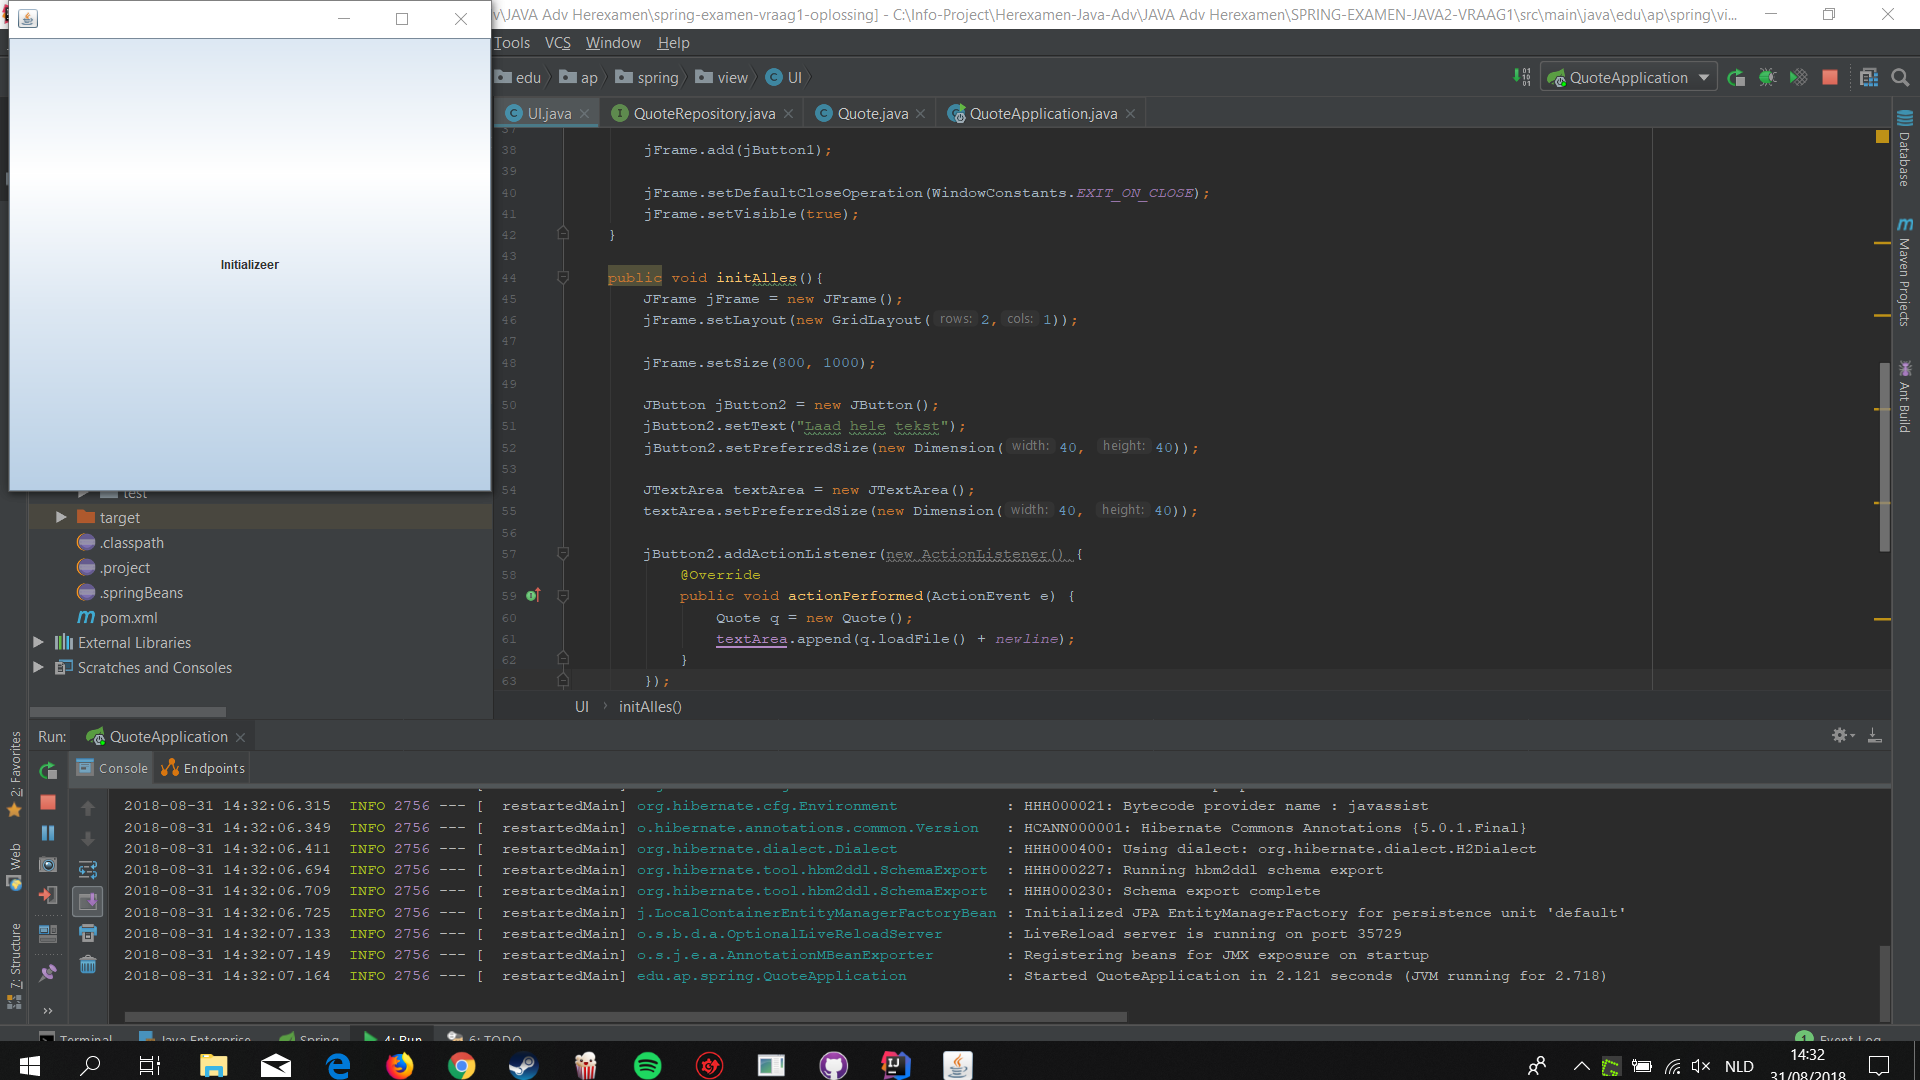 dv\JAVA Adv Herexamen\spring-examen-vraag1-oplossing] - C:\Info-Project\Herexamen-Java-Adv\JAVA Adv Herexamen\SPRING-EXAMEN-JAVA2-VRAAG1\src\main\java\edu\ap\spring\vi...
Tools VCS Window Help
edu ap spring view UI
QuoteApplication
UI.java QuoteRepository.java Quote.java QuoteApplication.java
Initializeer
37
38 jFrame.add(jButton1);
39
40 jFrame.setDefaultCloseOperation(WindowConstants.EXIT_ON_CLOSE);
41 jFrame.setVisible(true);
42 }
43
44 public void initAlles(){
45 JFrame jFrame = new JFrame();
46 jFrame.setLayout(new GridLayout( rows: 2, cols: 1));
47
48 jFrame.setSize(800, 1000);
49
50 JButton jButton2 = new JButton();
51 jButton2.setText("Laad hele tekst");
52 jButton2.setPreferredSize(new Dimension( width: 40, height: 40));
53
54 JTextArea textArea = new JTextArea();
55 textArea.setPreferredSize(new Dimension( width: 40, height: 40));
56
57 jButton2.addActionListener(new ActionListener() {
58 @Override
59 public void actionPerformed(ActionEvent e) {
60 Quote q = new Quote();
61 textArea.append(q.loadFile() + newline);
62 }
63 });
UI initAlles()
test
target
.classpath
.project
.springBeans
pom.xml
External Libraries
Scratches and Consoles
Database
Maven Projects
Ant Build
2: Favorites
Web
7: Structure
Run: QuoteApplication
Console Endpoints
2018-08-31 14:32:06.315 INFO 2756 --- [ restartedMain] org.hibernate.cfg.Environment : HHH000021: Bytecode provider name : javassist
2018-08-31 14:32:06.349 INFO 2756 --- [ restartedMain] o.hibernate.annotations.common.Version : HCANN000001: Hibernate Commons Annotations {5.0.1.Final}
2018-08-31 14:32:06.411 INFO 2756 --- [ restartedMain] org.hibernate.dialect.Dialect : HHH000400: Using dialect: org.hibernate.dialect.H2Dialect
2018-08-31 14:32:06.694 INFO 2756 --- [ restartedMain] org.hibernate.tool.hbm2ddl.SchemaExport : HHH000227: Running hbm2ddl schema export
2018-08-31 14:32:06.709 INFO 2756 --- [ restartedMain] org.hibernate.tool.hbm2ddl.SchemaExport : HHH000230: Schema export complete
2018-08-31 14:32:06.725 INFO 2756 --- [ restartedMain] j.LocalContainerEntityManagerFactoryBean : Initialized JPA EntityManagerFactory for persistence unit 'default'
2018-08-31 14:32:07.133 INFO 2756 --- [ restartedMain] o.s.b.d.a.OptionalLiveReloadServer : LiveReload server is running on port 35729
2018-08-31 14:32:07.149 INFO 2756 --- [ restartedMain] o.s.j.e.a.AnnotationMBeanExporter : Registering beans for JMX exposure on startup
2018-08-31 14:32:07.164 INFO 2756 --- [ restartedMain] edu.ap.spring.QuoteApplication : Started QuoteApplication in 2.121 seconds (JVM running for 2.718)
Terminal Java Enterprise Spring 4: Run 6: TODO 1 Event Log
NLD 14:32
31/08/2018